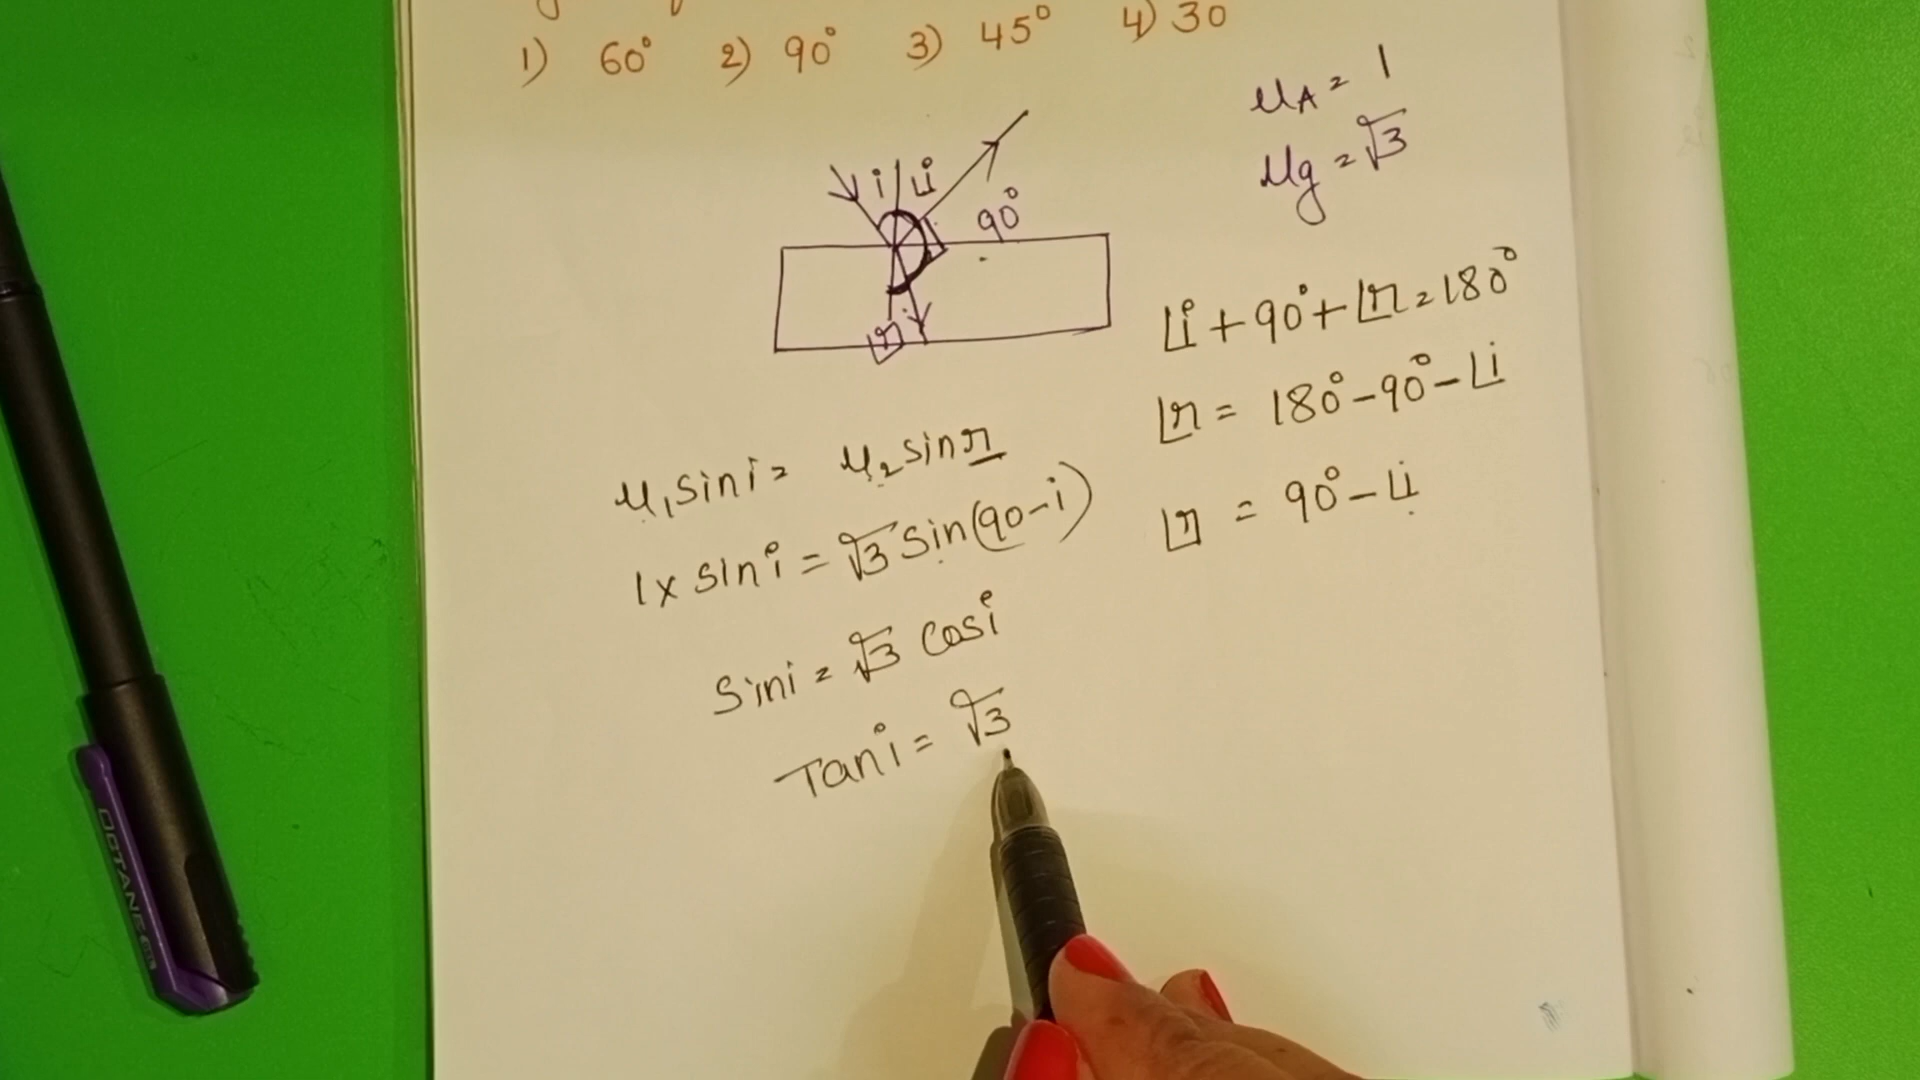 1) 60° 2) 90° 3) 45° 4) 30
μA = 1
μg = √3
i ∠i
90°
∠r
∠i + 90° + ∠r = 180°
∠r = 180° - 90° - ∠i
∠r = 90° - ∠i
μ₁ sin i = μ₂ sin r
1 x sin i = √3 sin(90-i)
Sin i = √3 cos i
Tan i = √3
OCTANE